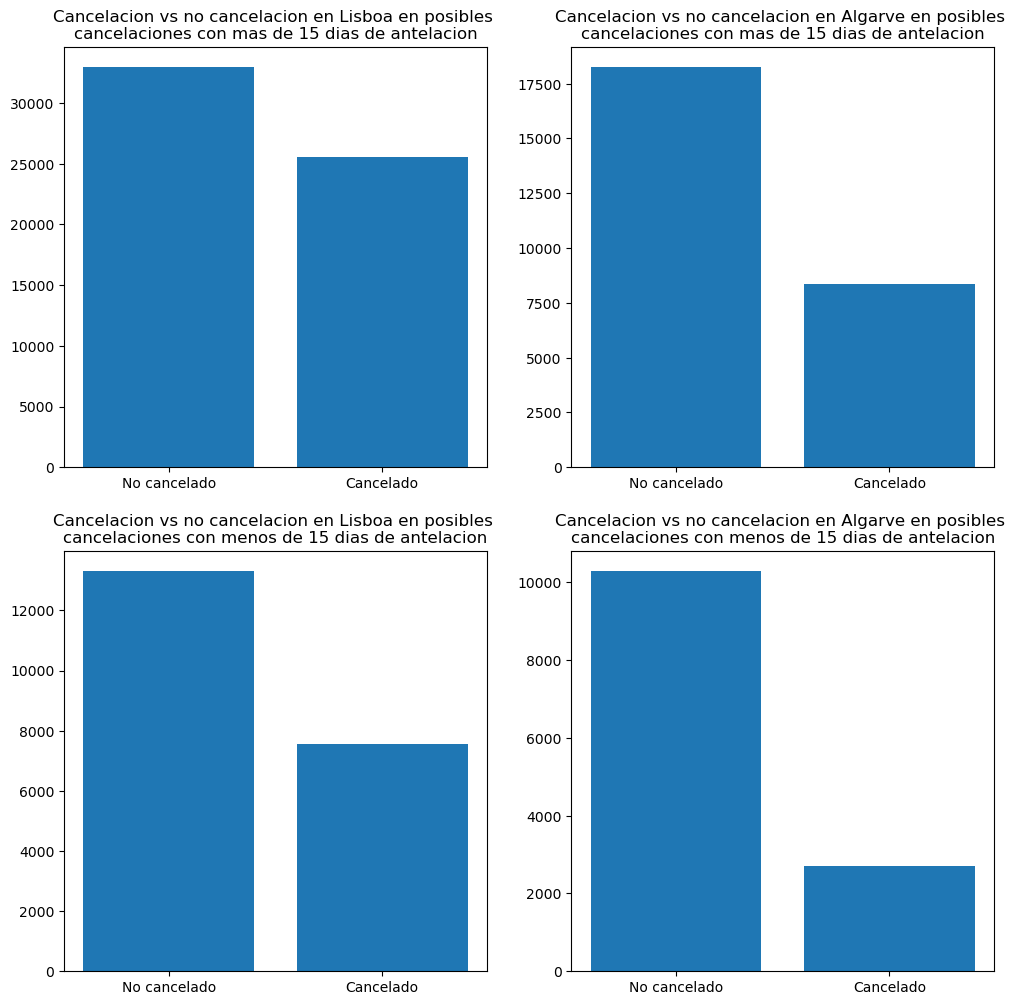 Cancelacion vs no cancelacion en Lisboa en posibles
cancelaciones con mas de 15 dias de antelacion
30000
25000
20000
15000
10000
5000
0
No cancelado
Cancelado
Cancelacion vs no cancelacion en Algarve en posibles
cancelaciones con mas de 15 dias de antelacion
17500
15000
12500
10000
7500
5000
2500
0
No cancelado
Cancelado
Cancelacion vs no cancelacion en Lisboa en posibles
cancelaciones con menos de 15 dias de antelacion
12000
10000
8000
6000
4000
2000
0
No cancelado
Cancelado
Cancelacion vs no cancelacion en Algarve en posibles
cancelaciones con menos de 15 dias de antelacion
10000
8000
6000
4000
2000
0
No cancelado
Cancelado